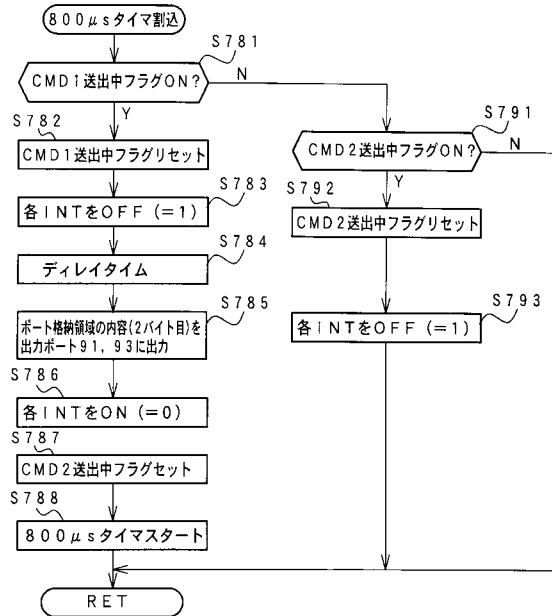 800μsタイマ割込
S781
CMD1送出中フラグON?
N
Y
S782
CMD1送出中フラグリセット
S783
各INTをOFF(=1)
S784
ディレイタイム
S785
ポート格納領域の内容(2バイト目)を
出力ポート91,93に出力
S786
各INTをON(=0)
S787
CMD2送出中フラグセット
S788
800μsタイマスタート
RET
S791
CMD2送出中フラグON?
N
Y
S792
CMD2送出中フラグリセット
S793
各INTをOFF(=1)